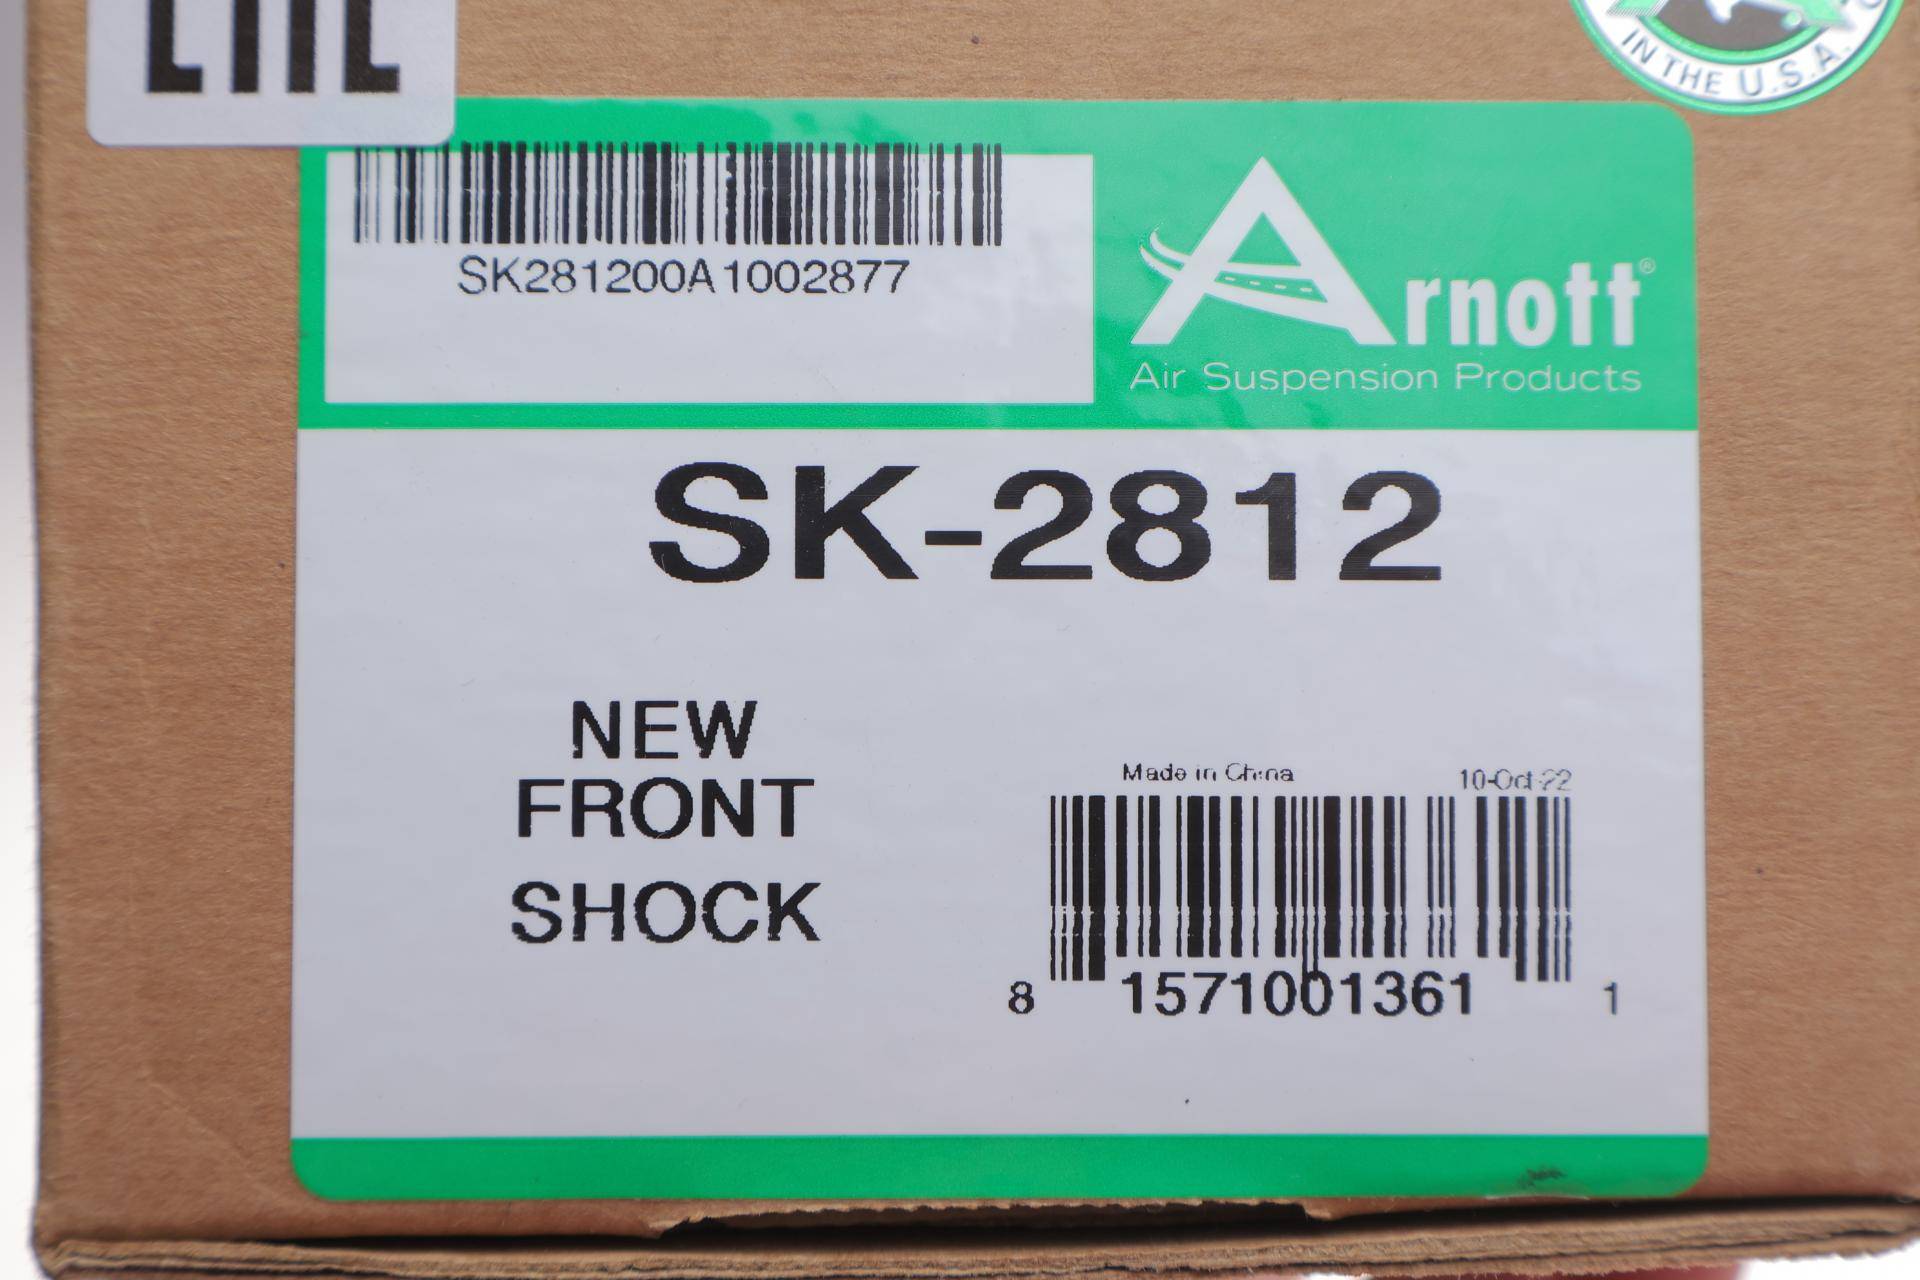 IN THE U.S.A.
SK281200A1002877
Arnott®
Air Suspension Products
SK-2812
NEW
FRONT
SHOCK
Made in China
10-Oct-22
8 1571001361 1